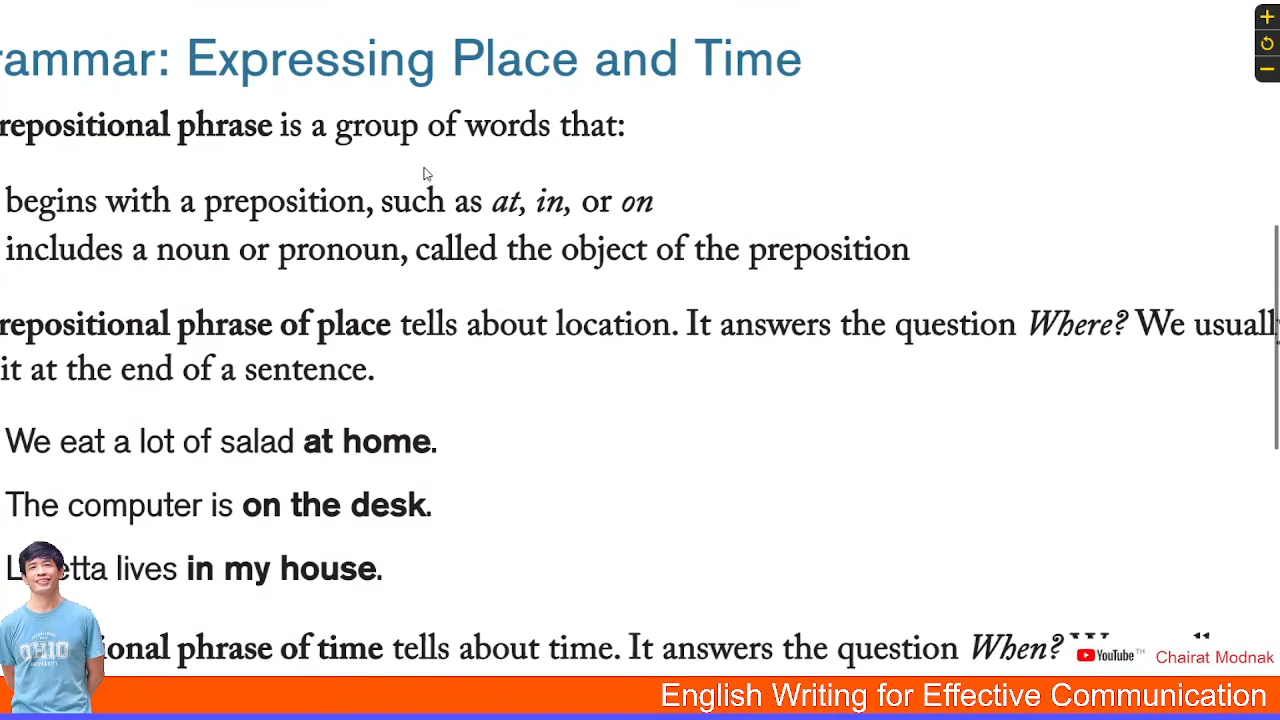 rammar: Expressing Place and Time
repositional phrase is a group of words that:
begins with a preposition, such as at, in, or on
includes a noun or pronoun, called the object of the preposition
repositional phrase of place tells about location. It answers the question Where? We usually
it at the end of a sentence.
We eat a lot of salad at home.
The computer is on the desk.
L etta lives in my house.
ional phrase of time tells about time. It answers the question When?
OHIO
YouTube TM Chairat Modnak
English Writing for Effective Communication